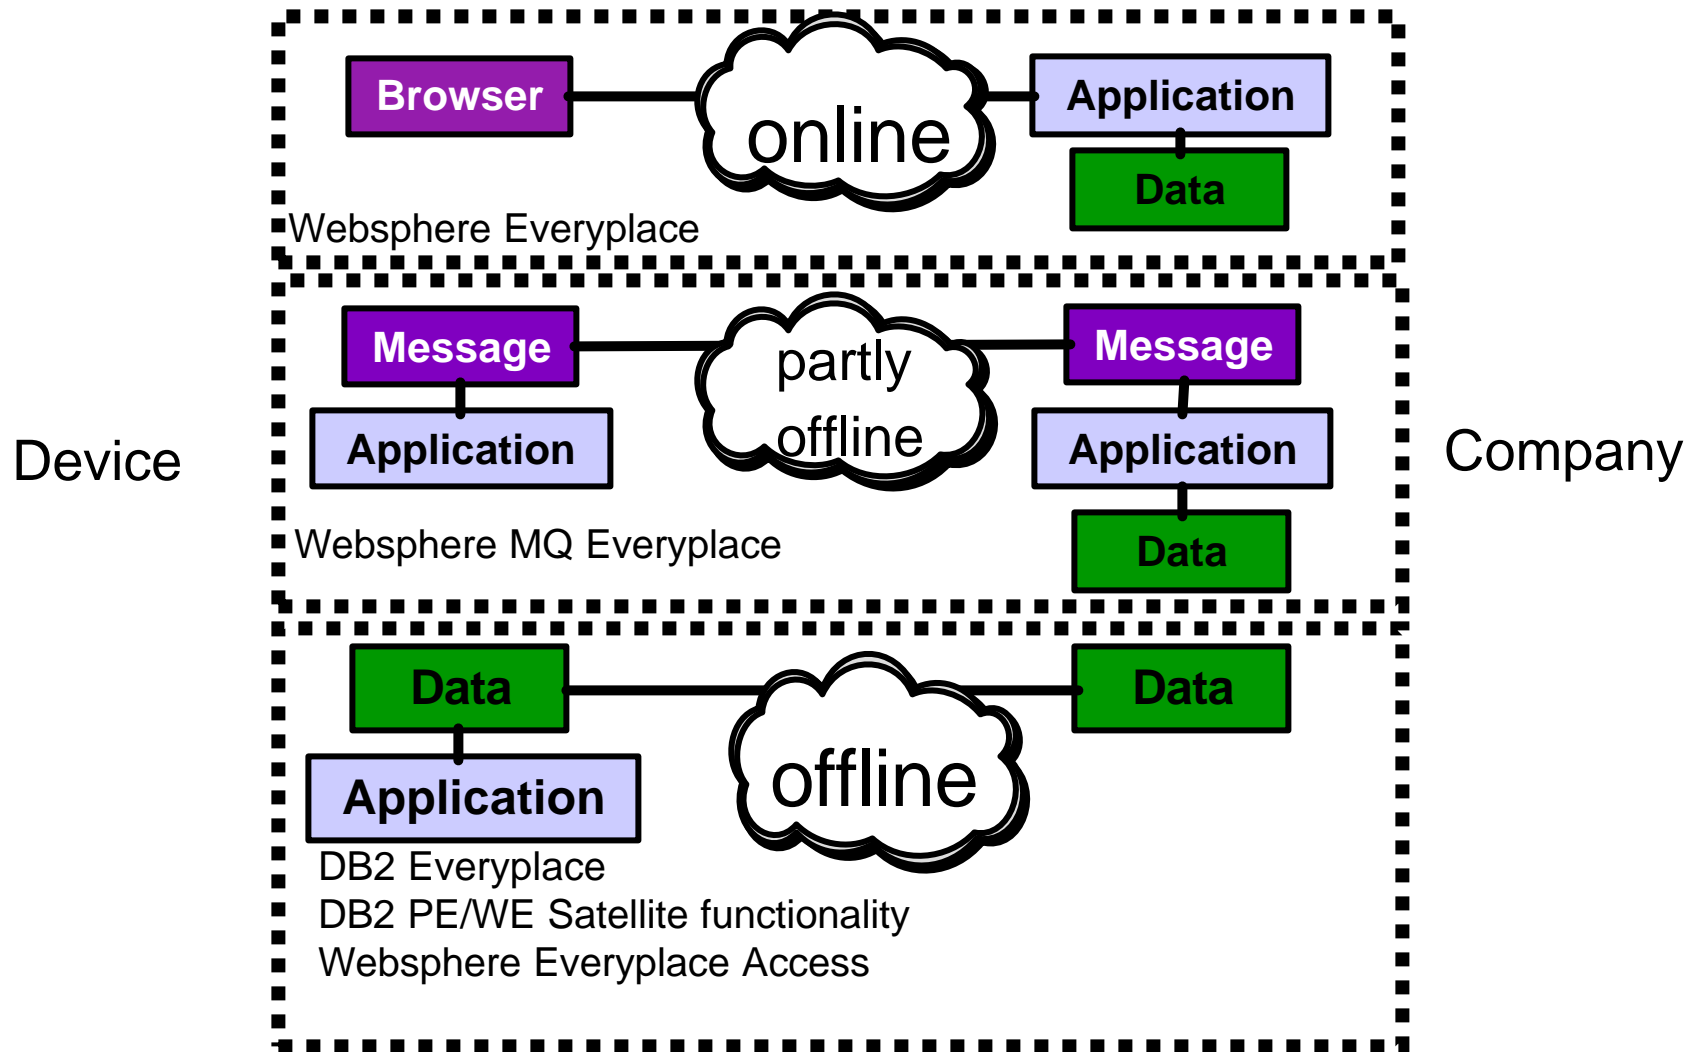 Browser
online
Application
Data
Websphere Everyplace
Message
partly
offline
Message
Application
Application
Device
Company
Websphere MQ Everyplace
Data
Data
Data
offline
Application
DB2 Everyplace
DB2 PE/WE Satellite functionality
Websphere Everyplace Access